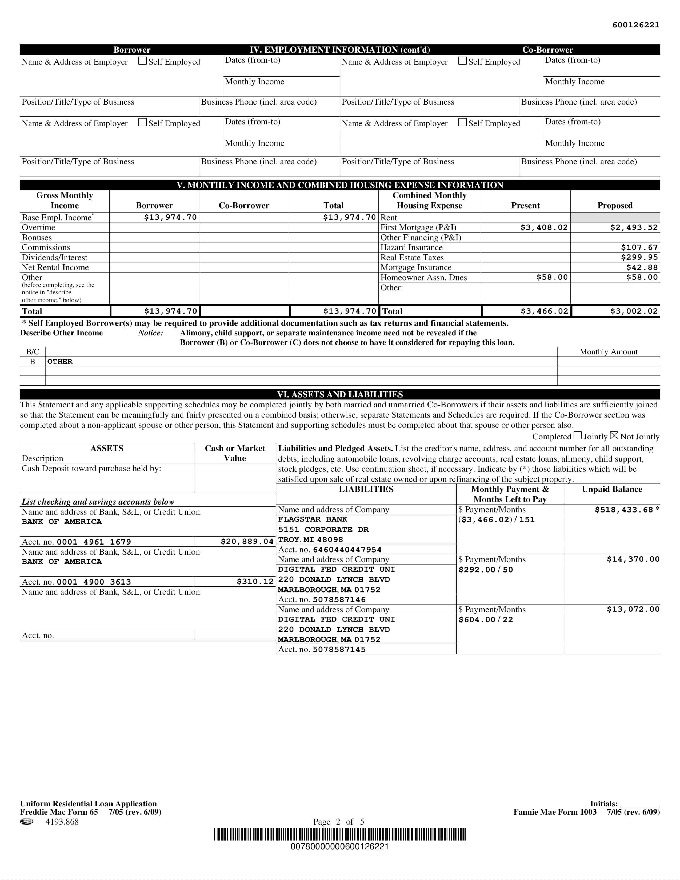 600126221
Borrower IV. EMPLOYMENT INFORMATION (cont'd) Co-Borrower
Name & Address of Employer Self Employed Dates (from-to) Name & Address of Employer Self Employed Dates (from-to)
Monthly Income Monthly Income
Position/Title/Type of Business Business Phone (incl. area code) Position/Title/Type of Business Business Phone (incl. area code)
Name & Address of Employer Self Employed Dates (from-to) Name & Address of Employer Self Employed Dates (from-to)
Monthly Income Monthly Income
Position/Title/Type of Business Business Phone (incl. area code) Position/Title/Type of Business Business Phone (incl. area code)
V. MONTHLY INCOME AND COMBINED HOUSING EXPENSE INFORMATION
Gross Monthly Income Borrower Co-Borrower Total Combined Monthly Housing Expense Present Proposed
Base Empl. Income* $13,974.70 $13,974.70 Rent
Overtime First Mortgage (P&I) $3,408.02 $2,493.52
Bonuses Other Financing (P&I)
Commissions Hazard Insurance $107.67
Dividends/Interest Real Estate Taxes $299.95
Net Rental Income Mortgage Insurance $42.88
Other Homeowner Assn. Dues $58.00 $58.00
(before completing, see the Other
notice in "describe
other income," below)
Total $13,974.70 $13,974.70 Total $3,466.02 $3,002.02
* Self Employed Borrower(s) may be required to provide additional documentation such as tax returns and financial statements.
Describe Other Income Notice: Alimony, child support, or separate maintenance income need not be revealed if the
Borrower (B) or Co-Borrower (C) does not choose to have it considered for repaying this loan.
B/C Monthly Amount
B OTHER
VI. ASSETS AND LIABILITIES
This Statement and any applicable supporting schedules may be completed jointly by both married and unmarried Co-Borrowers if their assets and liabilities are sufficiently joined
so that the Statement can be meaningfully and fairly presented on a combined basis; otherwise, separate Statements and Schedules are required. If the Co-Borrower section was
completed about a non-applicant spouse or other person, this Statement and supporting schedules must be completed about that spouse or other person also.
Completed Jointly ☒ Not Jointly
ASSETS Cash or Market Value
Description
Cash Deposit toward purchase held by:
Liabilities and Pledged Assets. List the creditor's name, address, and account number for all outstanding
debts, including automobile loans, revolving charge accounts, real estate loans, alimony, child support,
stock pledges, etc. Use continuation sheet, if necessary. Indicate by (*) those liabilities which will be
satisfied upon sale of real estate owned or upon refinancing of the subject property.
LIABILITIES Monthly Payment & Months Left to Pay Unpaid Balance
List checking and savings accounts below
Name and address of Bank, S&L, or Credit Union
BANK OF AMERICA
Acct. no. 0001 4961 1679 $20,889.04
Name and address of Bank, S&L, or Credit Union
BANK OF AMERICA
Acct. no. 0001 4900 3613 $310.12
Name and address of Bank, S&L, or Credit Union
Acct. no.
Name and address of Company $ Payment/Months $518,433.68 *
FLAGSTAR BANK ($3,466.02)/151
5151 CORPORATE DR
TROY, MI 48098
Acct. no. 6460440447954
Name and address of Company $ Payment/Months $14,370.00
DIGITAL FED CREDIT UNI $292.00/50
220 DONALD LYNCH BLVD
MARLBOROUGH, MA 01752
Acct. no. 5078587146
Name and address of Company $ Payment/Months $13,072.00
DIGITAL FED CREDIT UNI $604.00/22
220 DONALD LYNCH BLVD
MARLBOROUGH, MA 01752
Acct. no. 5078587145
Uniform Residential Loan Application Initials:
Freddie Mac Form 65 7/05 (rev. 6/09) Fannie Mae Form 1003 7/05 (rev. 6/09)
4193.868 Page 2 of 5
00780000000600126221